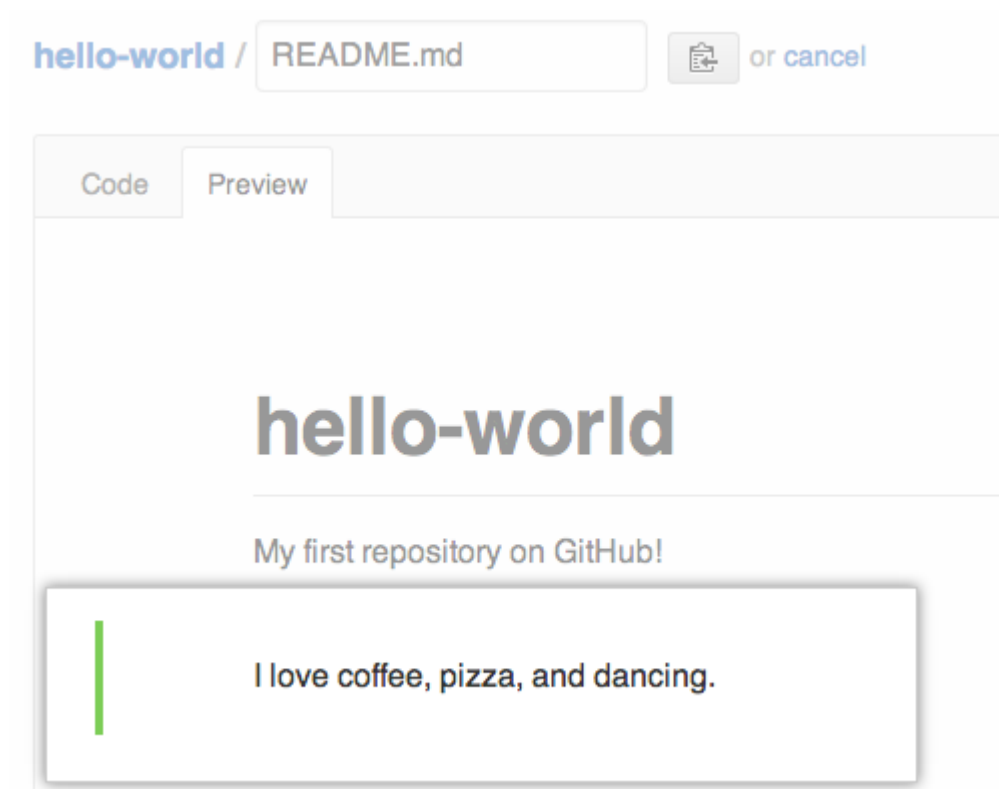 hello-world / README.md or cancel
Code Preview
hello-world
My first repository on GitHub!
I love coffee, pizza, and dancing.